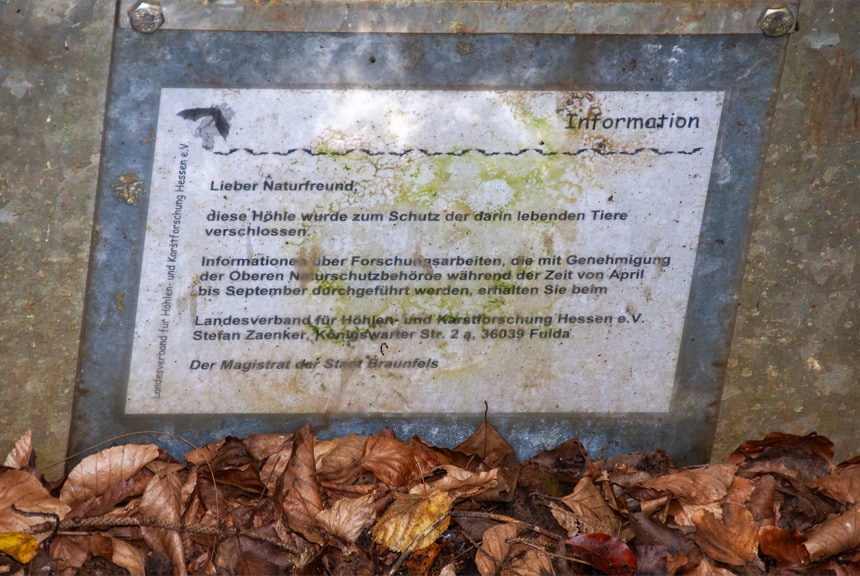 Information
Landesverband für Höhlen- und Karstforschung Hessen e.V.
Lieber Naturfreund,
diese Höhle wurde zum Schutz der darin lebenden Tiere
verschlossen.
Informationen über Forschungsarbeiten, die mit Genehmigung
der Oberen Naturschutzbehörde während der Zeit von April
bis September durchgeführt werden, erhalten Sie beim
Landesverband für Höhlen- und Karstforschung Hessen e.V.
Stefan Zaenker, Königswarter Str. 2 a, 36039 Fulda
Der Magistrat der Stadt Braunfels